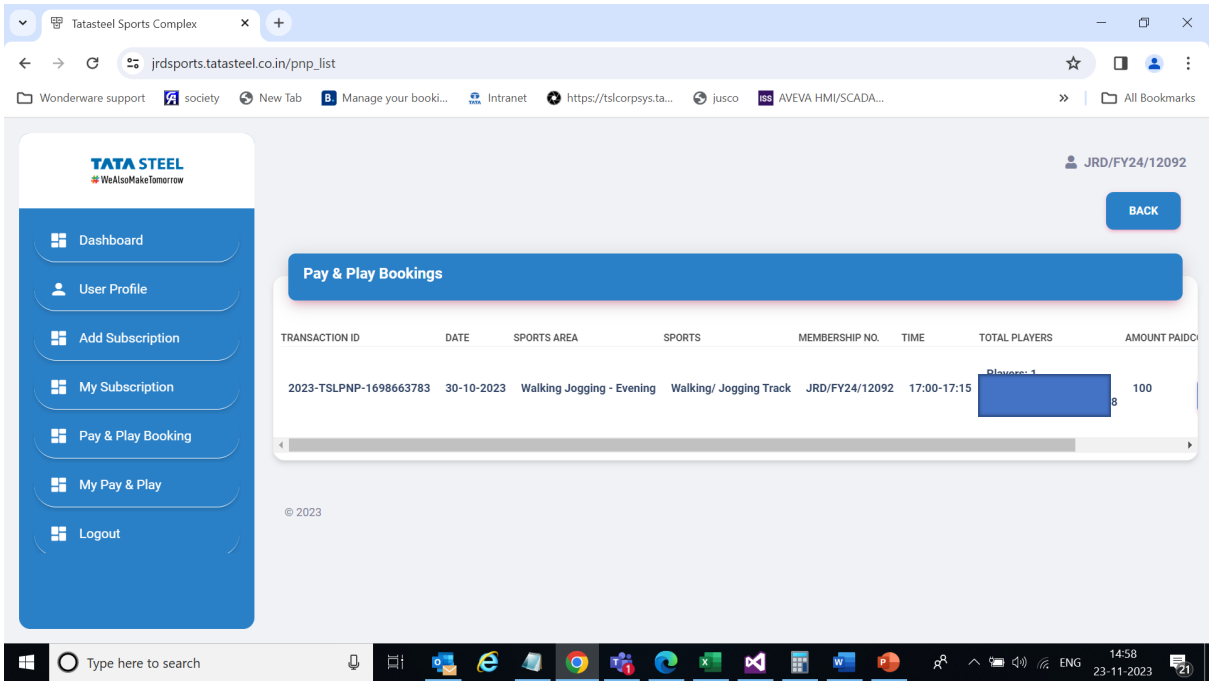 Tatasteel Sports Complex
jrdsports.tatasteel.co.in/pnp_list
Wonderware support society New Tab B. Manage your booki... TATA Intranet https://tslcorpsys.ta... jusco ISS AVEVA HMI/SCADA... » All Bookmarks
TATA STEEL
#WeAlsoMakeTomorrow
JRD/FY24/12092
BACK
Dashboard
User Profile
Add Subscription
My Subscription
Pay & Play Booking
My Pay & Play
Logout
Pay & Play Bookings
TRANSACTION ID DATE SPORTS AREA SPORTS MEMBERSHIP NO. TIME TOTAL PLAYERS AMOUNT PAID
Players: 1
2023-TSLPNP-1698663783 30-10-2023 Walking Jogging - Evening Walking/ Jogging Track JRD/FY24/12092 17:00-17:15 8 100
© 2023
Type here to search
ENG
14:58
23-11-2023
21